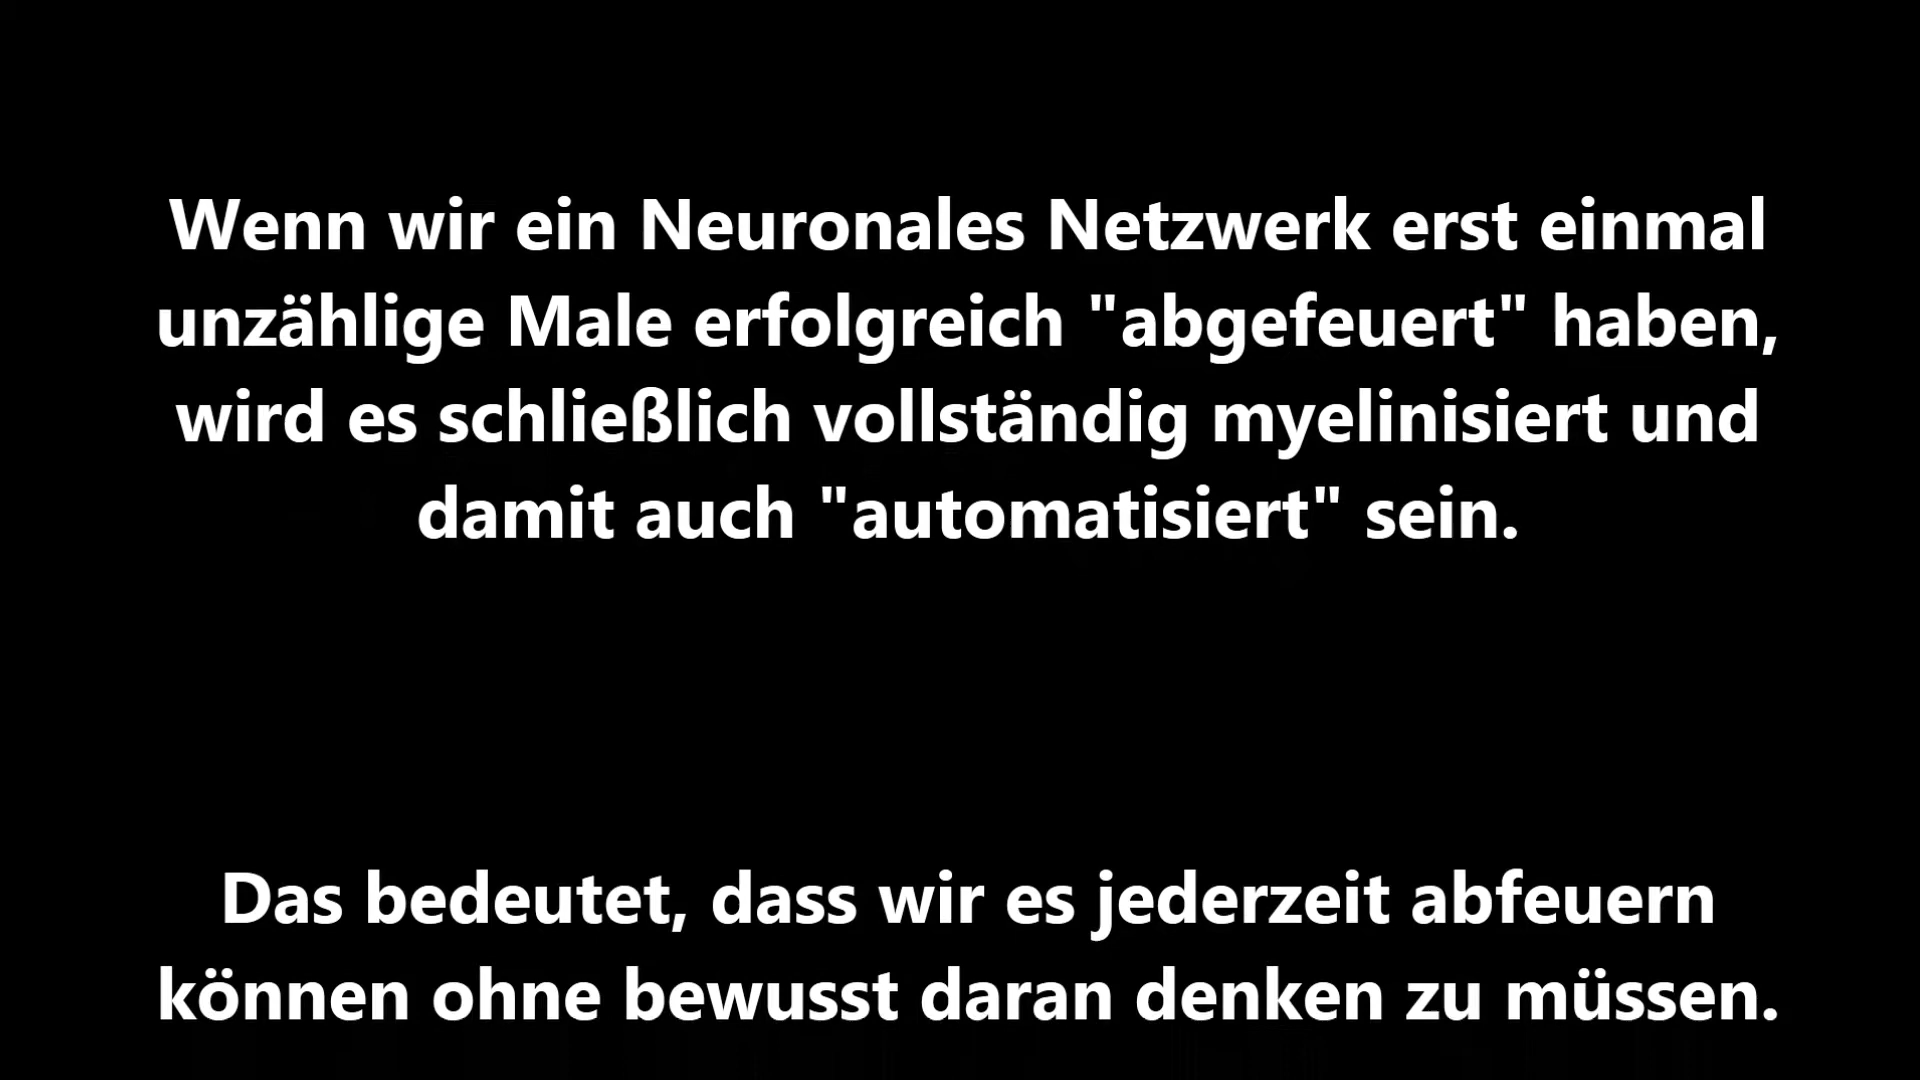 Wenn wir ein Neuronales Netzwerk erst einmal
unzählige Male erfolgreich "abgefeuert" haben,
wird es schließlich vollständig myelinisiert und
damit auch "automatisiert" sein.
Das bedeutet, dass wir es jederzeit abfeuern
können ohne bewusst daran denken zu müssen.